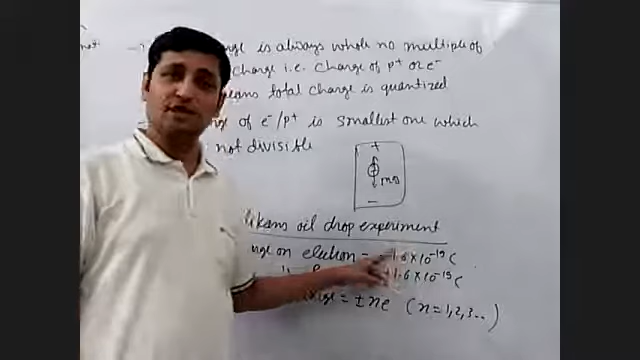 is always whole no multiple of
charge i.e. charge of p+ or e-
means total charge is quantized
of e-/p+ is smallest one which
not divisible
+
mg
-
oil drop experiment
on electron = -1.6×10-19 C
1.6×10-19 C
= ±ne (n=1,2,3..)